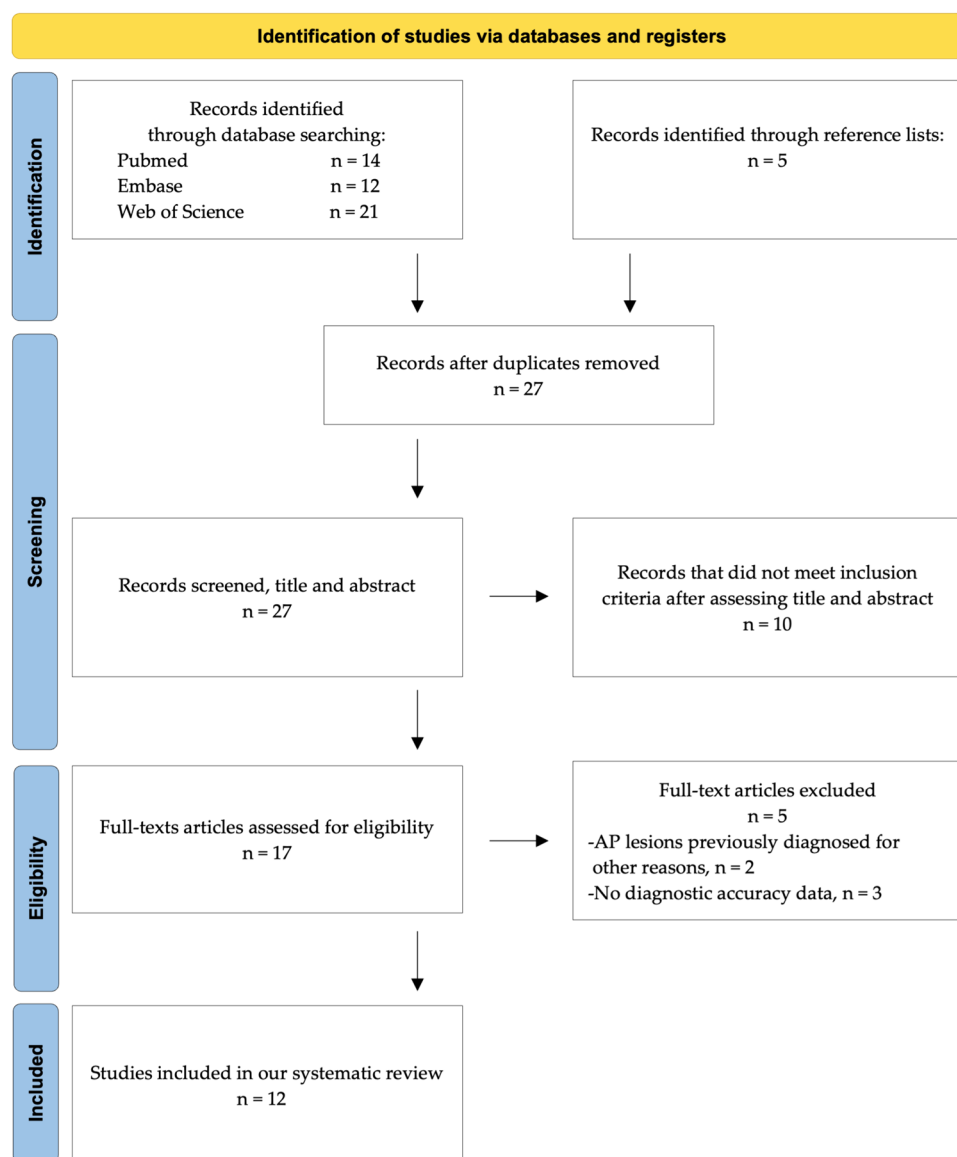 Identification of studies via databases and registers
Identification
Records identified
through database searching:
Pubmed n = 14
Embase n = 12
Web of Science n = 21
Records identified through reference lists:
n = 5
Screening
Records after duplicates removed
n = 27
Records screened, title and abstract
n = 27
Records that did not meet inclusion
criteria after assessing title and abstract
n = 10
Eligibility
Full-texts articles assessed for eligibility
n = 17
Full-text articles excluded
n = 5
-AP lesions previously diagnosed for
other reasons, n = 2
-No diagnostic accuracy data, n = 3
Included
Studies included in our systematic review
n = 12